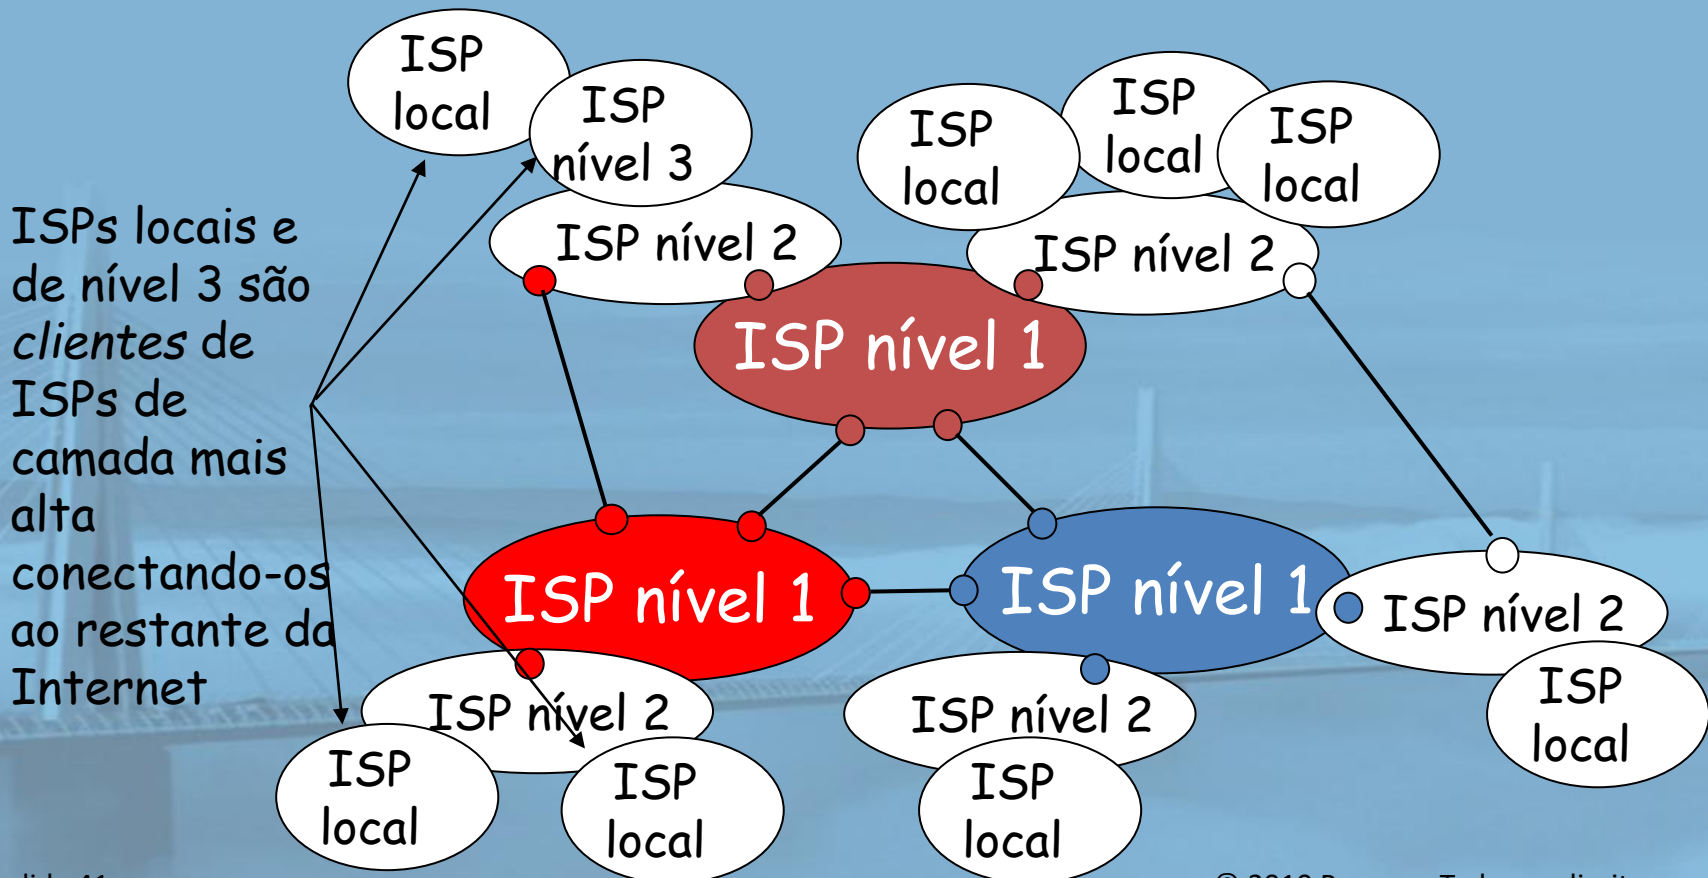 ISP
local
ISP
nível 3
ISP nível 2
ISP
local
ISP
local
ISP
local
ISP nível 2
ISP nível 1
ISPs locais e
de nível 3 são
clientes de
ISPs de
camada mais
alta
conectando-os
ao restante da
Internet
ISP nível 1
ISP nível 1
ISP nível 2
ISP
local
ISP nível 2
ISP
local
ISP
local
ISP nível 2
ISP
local